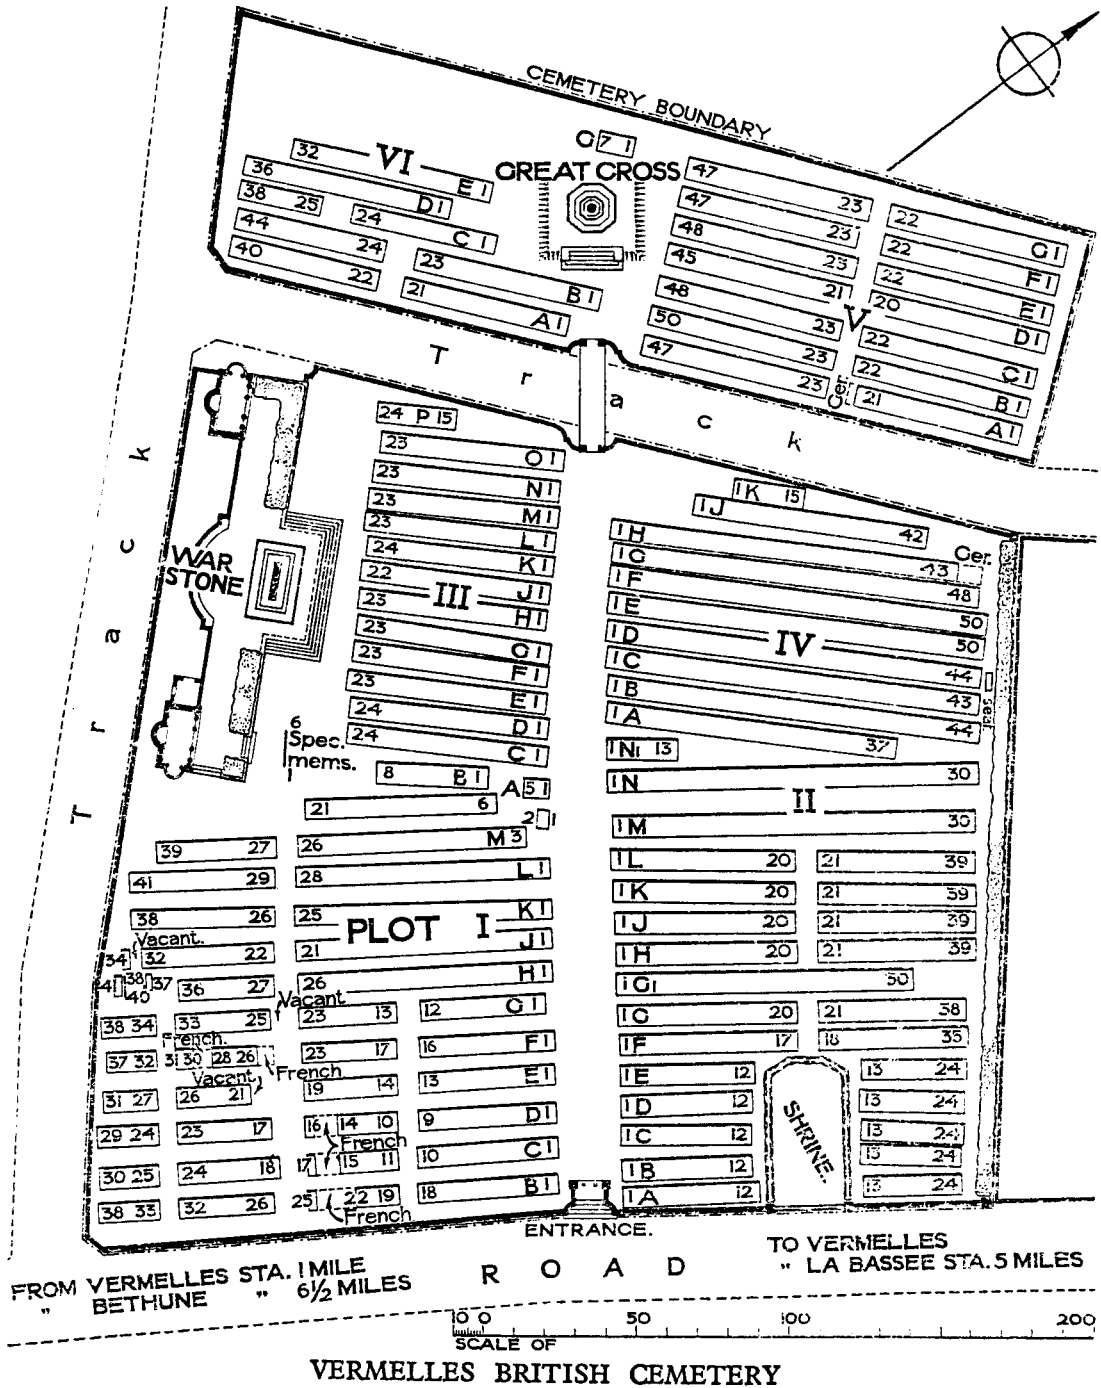 CEMETERY BOUNDARY
G 7 1
GREAT CROSS
VI
32 E 1
36 D 1
38 25 24 C 1
44 24 23 B 1
40 22 21 A 1
V
47 23 22 G 1
47 23 22 F 1
48 23 22 E 1
45 21 20 D 1
48 23 22 C 1
50 23 22 B 1
47 23 Ger. 21 A 1
Track
Track
WAR
STONE
III
24 P 15
23 O 1
23 N 1
23 M 1
23 L 1
24 K 1
22 J 1
23 H 1
23 G 1
23 F 1
23 E 1
24 D 1
24 C 1
8 B 1
A 5 1
6
Spec.
mems.
1
IV
1 K 15
1 J 42
1 H 43 Ger.
1 G 48
1 F 50
1 E 50
1 D 44
1 C 43
1 B 44
1 A 37
Seat
II
1 N1 13
1 N 30
1 M 30
1 L 20 21 39
1 K 20 21 39
1 J 20 21 39
1 H 20 21 39
1 G1 30
1 G 20 21 38
1 F 17 18 35
1 E 12 13 24
1 D 12 13 24
1 C 12 13 24
1 B 12 13 24
1 A 12 13 24
SHRINE.
PLOT I
21 6
2 1
39 27 26 M 3
41 29 28 L 1
38 26 25 K 1
Vacant.
34 32 22 21 J 1
41 38 37 40 36 27 26 H 1
Vacant
38 34 33 25 23 13 12 G 1
French.
37 32 31 30 28 26 23 17 16 F 1
Vacant French
31 27 26 21 19 14 13 E 1
29 24 23 17 16 14 10 9 D 1
French
30 25 24 18 17 15 11 10 C 1
38 33 32 26 25 22 19 18 B 1
French
ENTRANCE.
FROM VERMELLES STA. 1 MILE
" BETHUNE " 6½ MILES
ROAD
TO VERMELLES
" LA BASSEE STA. 5 MILES
10 0 50 100 200
SCALE OF
VERMELLES BRITISH CEMETERY